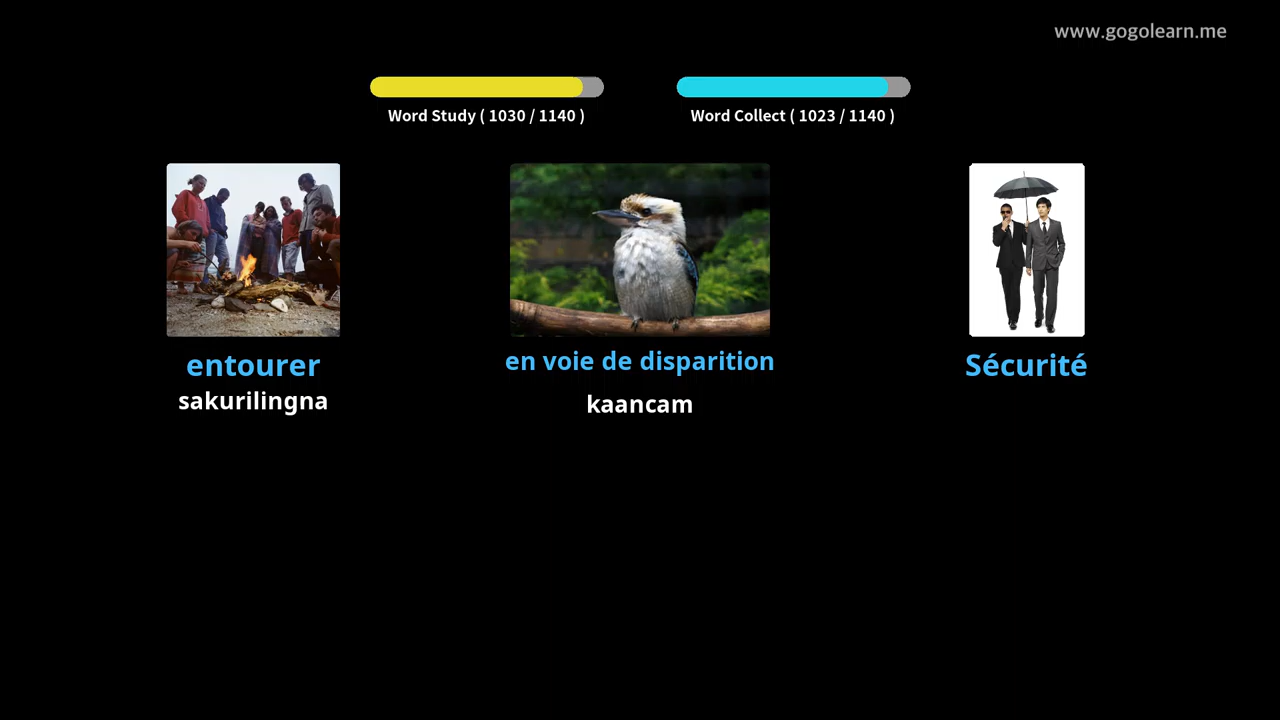 www.gogolearn.me
Word Study ( 1030 / 1140 )
Word Collect ( 1023 / 1140 )
entourer
sakurilingna
en voie de disparition
kaancam
Sécurité